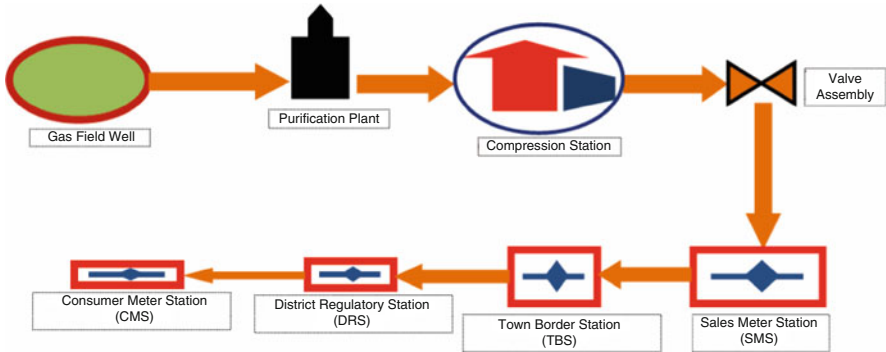 Gas Field Well
Purification Plant
Compression Station
Valve
Assembly
Consumer Meter Station
(CMS)
District Regulatory Station
(DRS)
Town Border Station
(TBS)
Sales Meter Station
(SMS)